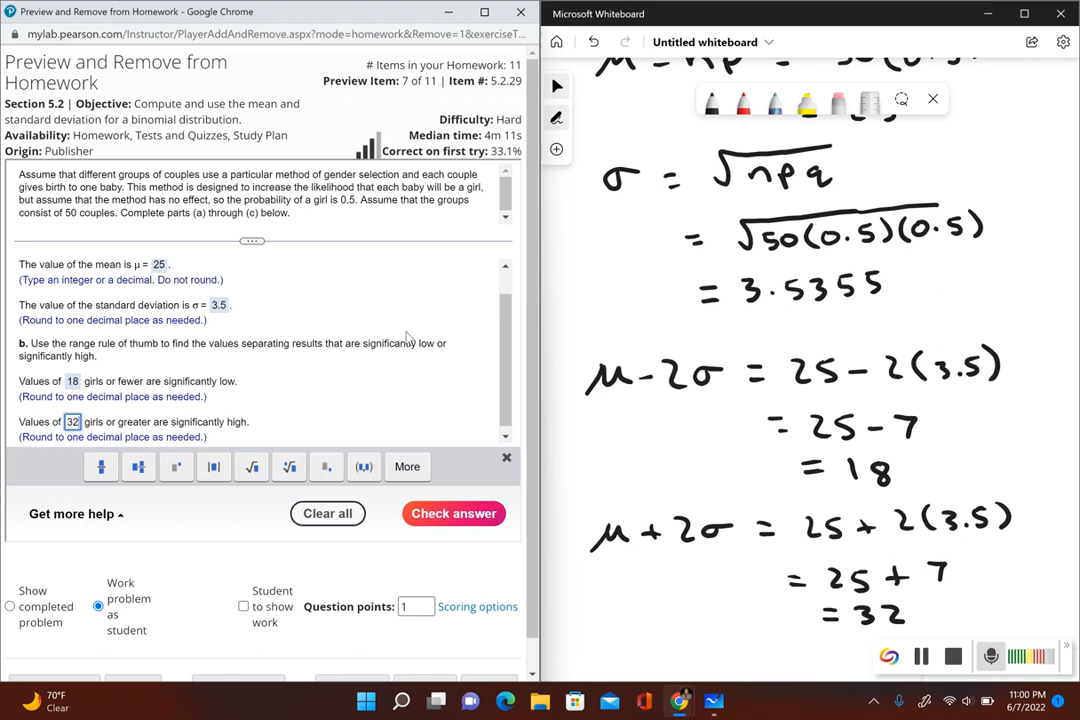 Preview and Remove from Homework - Google Chrome
mylab.pearson.com/Instructor/PlayerAddAndRemove.aspx?mode=homework&Remove=1&exerciseT...
Preview and Remove from
Homework
# Items in your Homework: 11
Preview Item: 7 of 11 | Item #: 5.2.29
Section 5.2 | Objective: Compute and use the mean and
standard deviation for a binomial distribution.
Availability: Homework, Tests and Quizzes, Study Plan
Origin: Publisher
Difficulty: Hard
Median time: 4m 11s
Correct on first try: 33.1%
Assume that different groups of couples use a particular method of gender selection and each couple
gives birth to one baby. This method is designed to increase the likelihood that each baby will be a girl,
but assume that the method has no effect, so the probability of a girl is 0.5. Assume that the groups
consist of 50 couples. Complete parts (a) through (c) below.
The value of the mean is μ = 25.
(Type an integer or a decimal. Do not round.)
The value of the standard deviation is σ = 3.5.
(Round to one decimal place as needed.)
b. Use the range rule of thumb to find the values separating results that are significantly low or
significantly high.
Values of 18 girls or fewer are significantly low.
(Round to one decimal place as needed.)
Values of 32 girls or greater are significantly high.
(Round to one decimal place as needed.)
More
Get more help
Clear all
Check answer
Show
completed
problem
Work
problem
as
student
Student
to show
work
Question points: 1
Scoring options
Microsoft Whiteboard
Untitled whiteboard
σ = √npq
= √50(0.5)(0.5)
= 3.5355
μ - 2σ = 25 - 2(3.5)
= 25 - 7
= 18
μ + 2σ = 25 + 2(3.5)
= 25 + 7
= 32
70°F
Clear
11:00 PM
6/7/2022